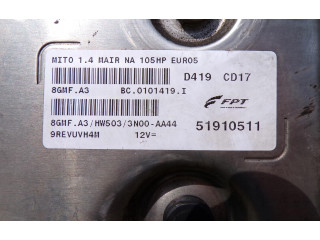 MITO 1.4 MAIR NA 105HP EURO5
D419 CD17
8GMF.A3 BC.0101419.I
FPT
8GMF.A3/HW503/3N00-AA44 51910511
9REVUVH4M 12V=